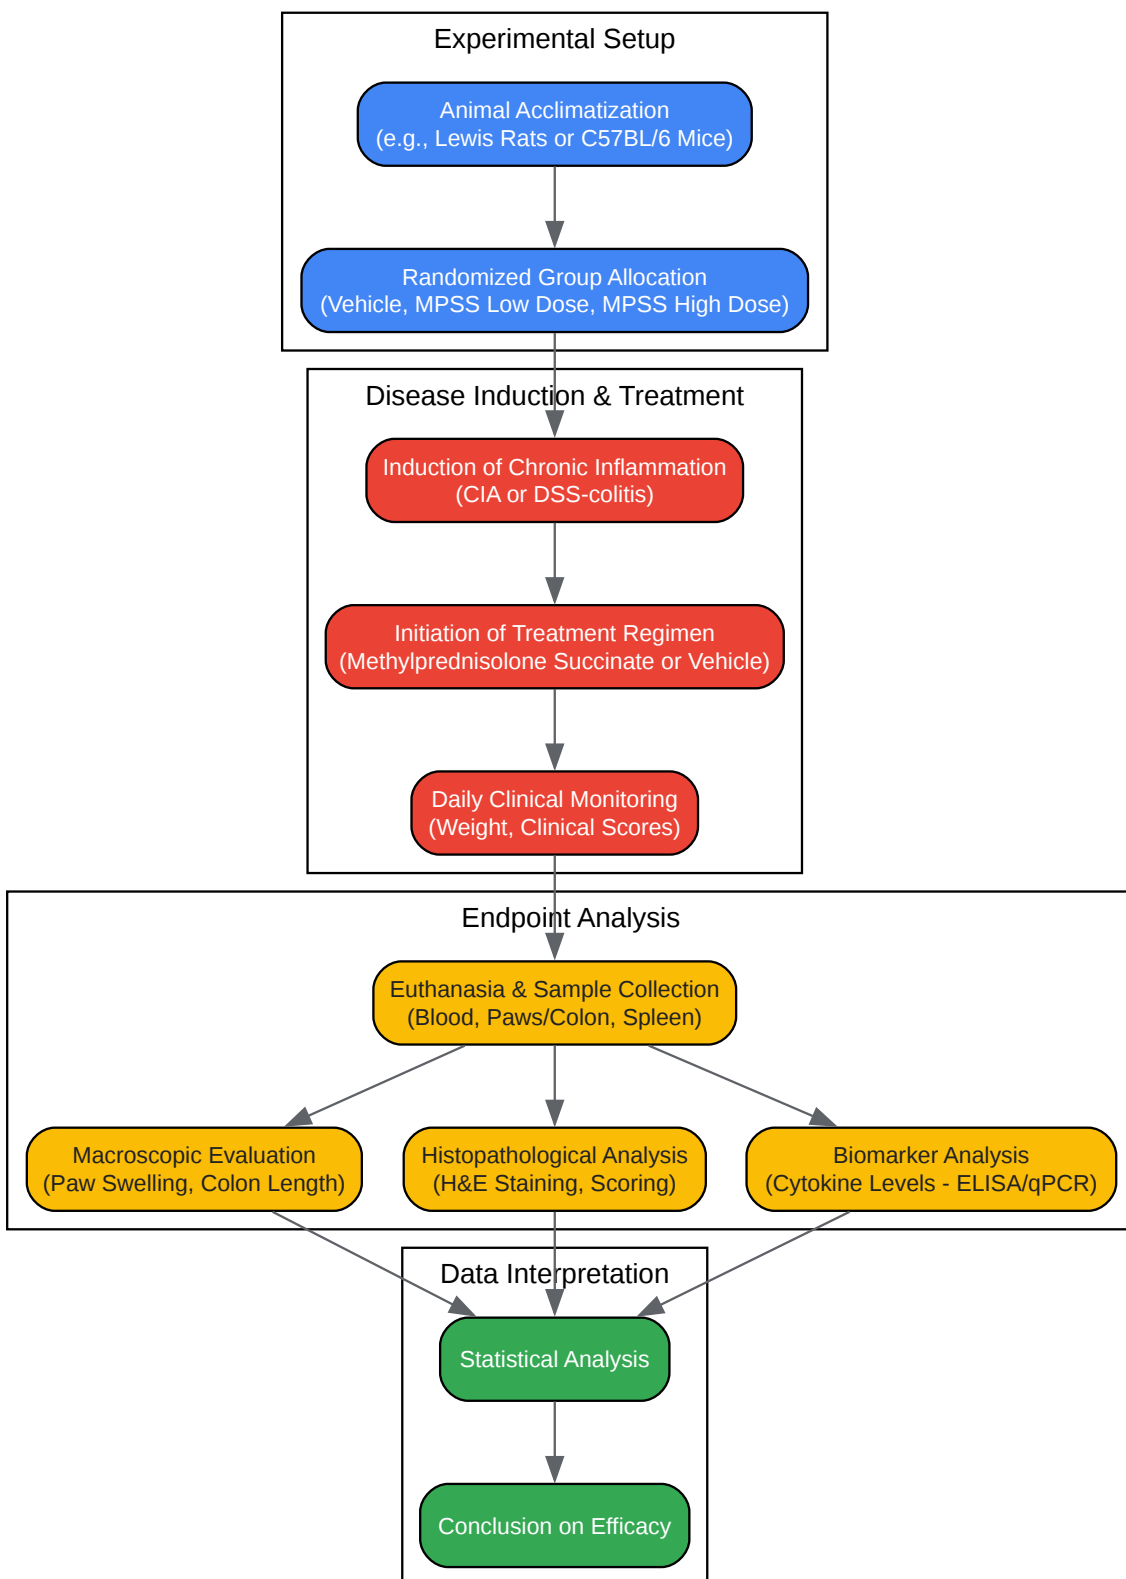 Experimental Setup
Animal Acclimatization
(e.g., Lewis Rats or C57BL/6 Mice)
Randomized Group Allocation
(Vehicle, MPSS Low Dose, MPSS High Dose)
Disease Induction & Treatment
Induction of Chronic Inflammation
(CIA or DSS-colitis)
Initiation of Treatment Regimen
(Methylprednisolone Succinate or Vehicle)
Daily Clinical Monitoring
(Weight, Clinical Scores)
Endpoint Analysis
Euthanasia & Sample Collection
(Blood, Paws/Colon, Spleen)
Macroscopic Evaluation
(Paw Swelling, Colon Length)
Histopathological Analysis
(H&E Staining, Scoring)
Biomarker Analysis
(Cytokine Levels - ELISA/qPCR)
Data Interpretation
Statistical Analysis
Conclusion on Efficacy